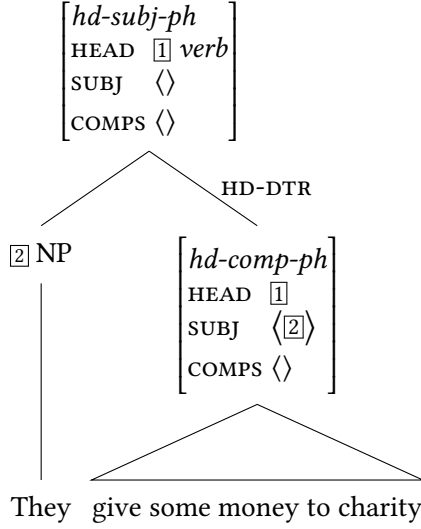 hd-subj-ph
HEAD 1 verb
SUBJ ⟨⟩
COMPS ⟨⟩
HD-DTR
2 NP
hd-comp-ph
HEAD 1
SUBJ ⟨2⟩
COMPS ⟨⟩
They give some money to charity